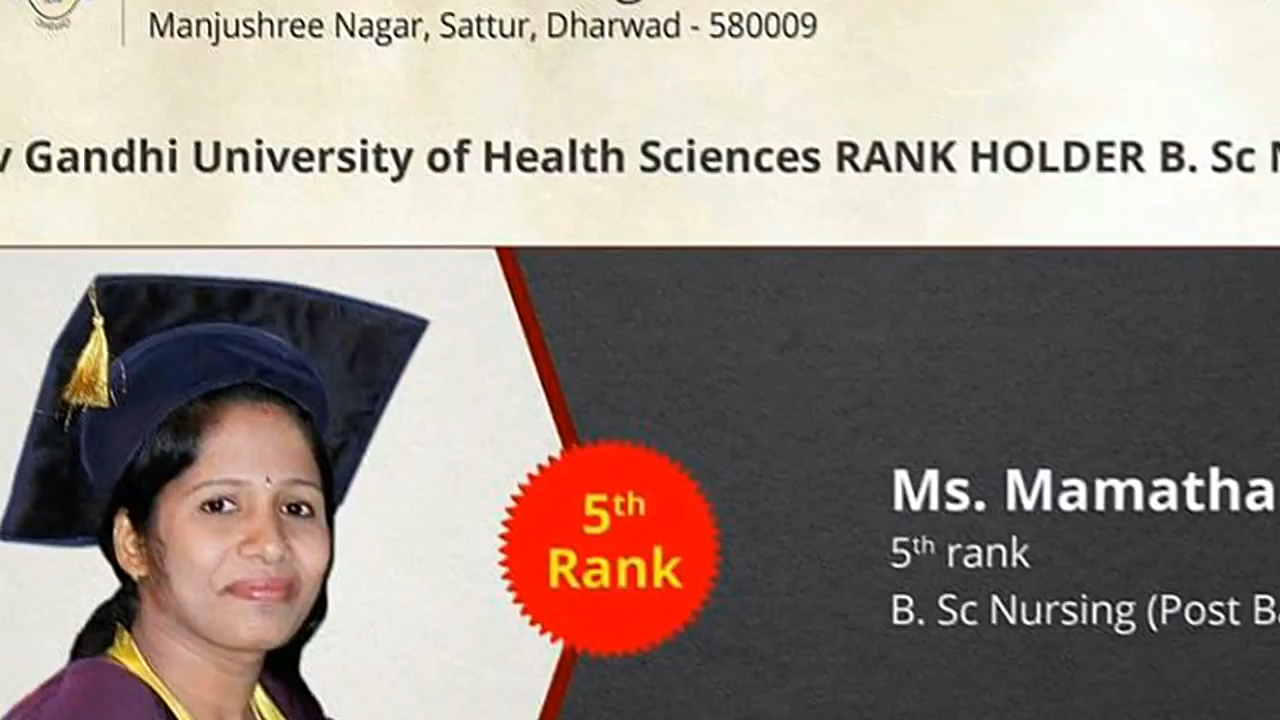 Manjushree Nagar, Sattur, Dharwad - 580009
v Gandhi University of Health Sciences RANK HOLDER B. Sc N
5th
Rank
Ms. Mamatha
5th rank
B. Sc Nursing (Post Ba